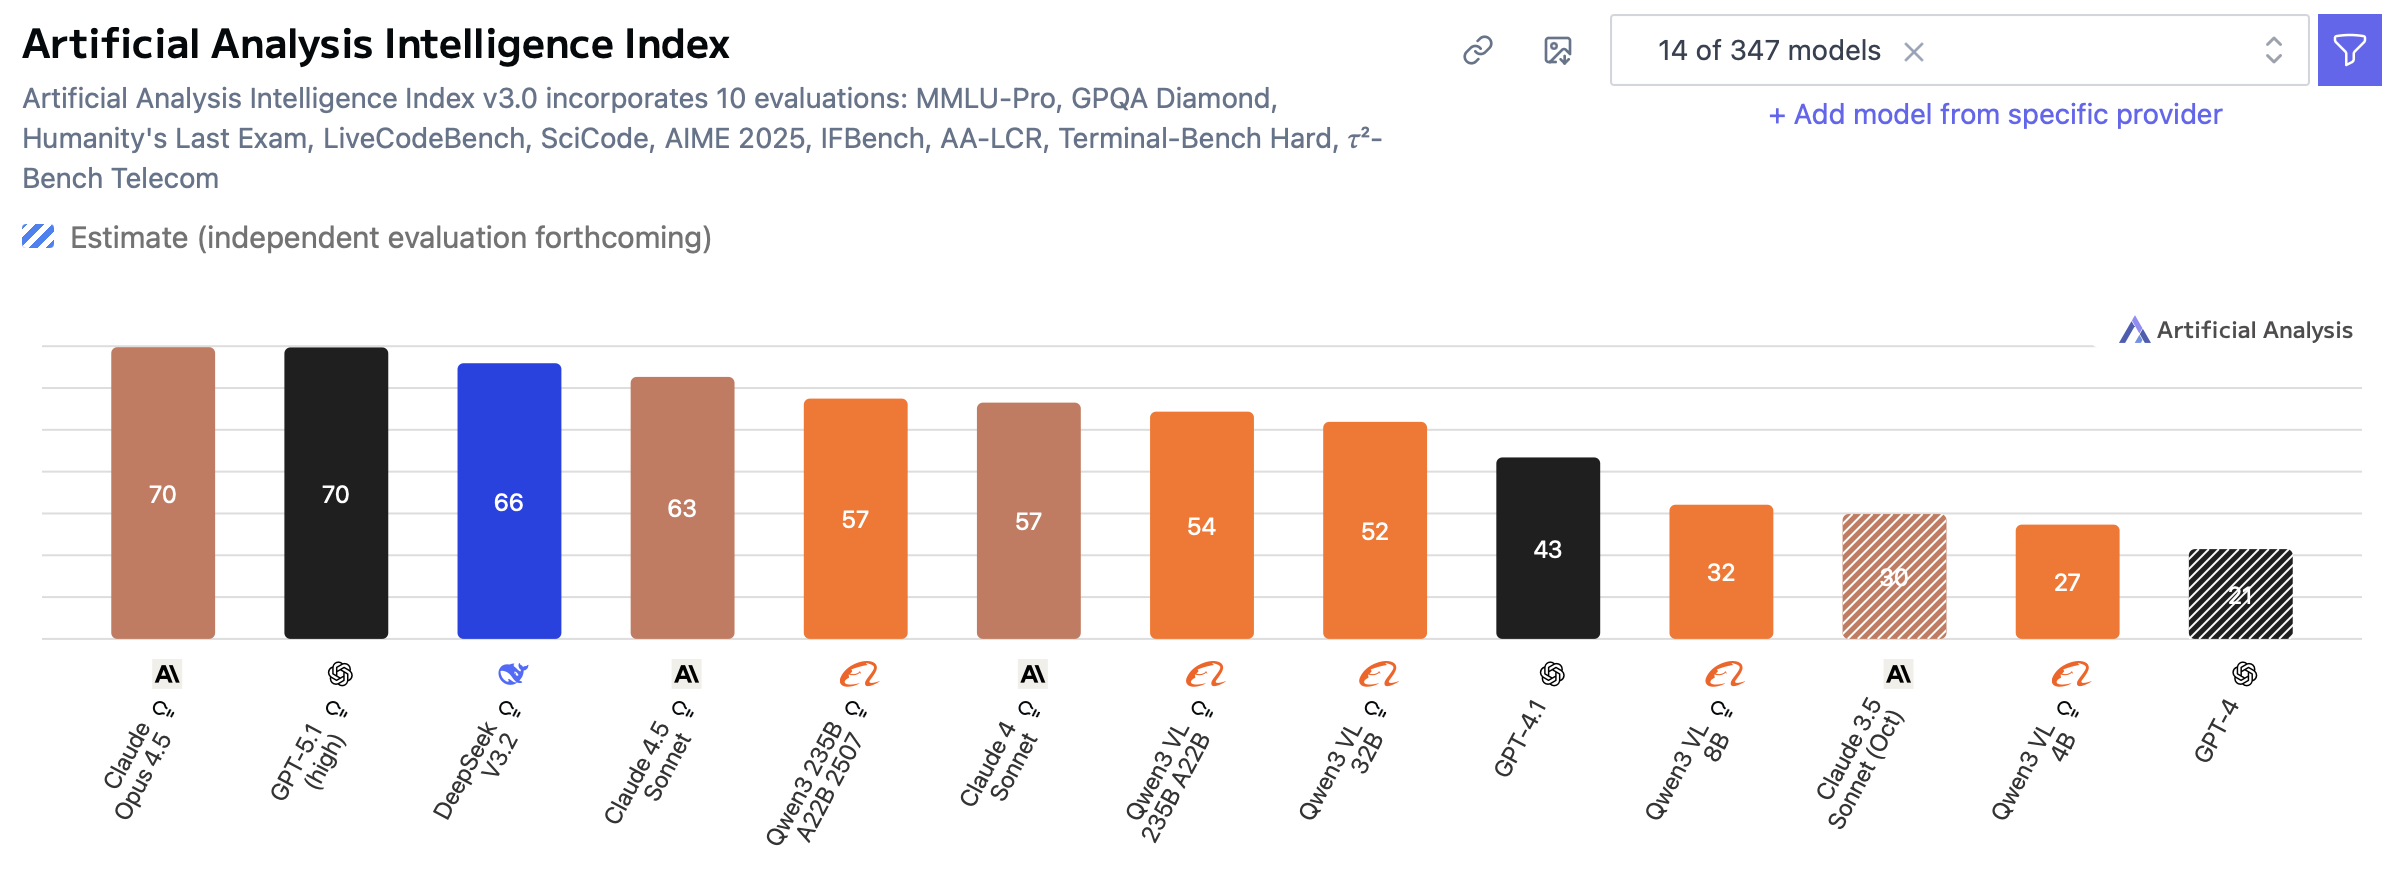 Artificial Analysis Intelligence Index
14 of 347 models
Artificial Analysis Intelligence Index v3.0 incorporates 10 evaluations: MMLU-Pro, GPQA Diamond,
Humanity's Last Exam, LiveCodeBench, SciCode, AIME 2025, IFBench, AA-LCR, Terminal-Bench Hard, τ²-
Bench Telecom
+ Add model from specific provider
Estimate (independent evaluation forthcoming)
Artificial Analysis
70
70
66
63
57
57
54
52
43
32
30
27
21
Claude
Opus 4.5
GPT-5.1
(high)
DeepSeek
V3.2
Claude 4.5
Sonnet
Qwen3 235B
A22B 2507
Claude 4
Sonnet
Qwen3 VL
235B A22B
Qwen3 VL
32B
GPT-4.1
Qwen3 VL
8B
Claude 3.5
Sonnet (Oct)
Qwen3 VL
4B
GPT-4